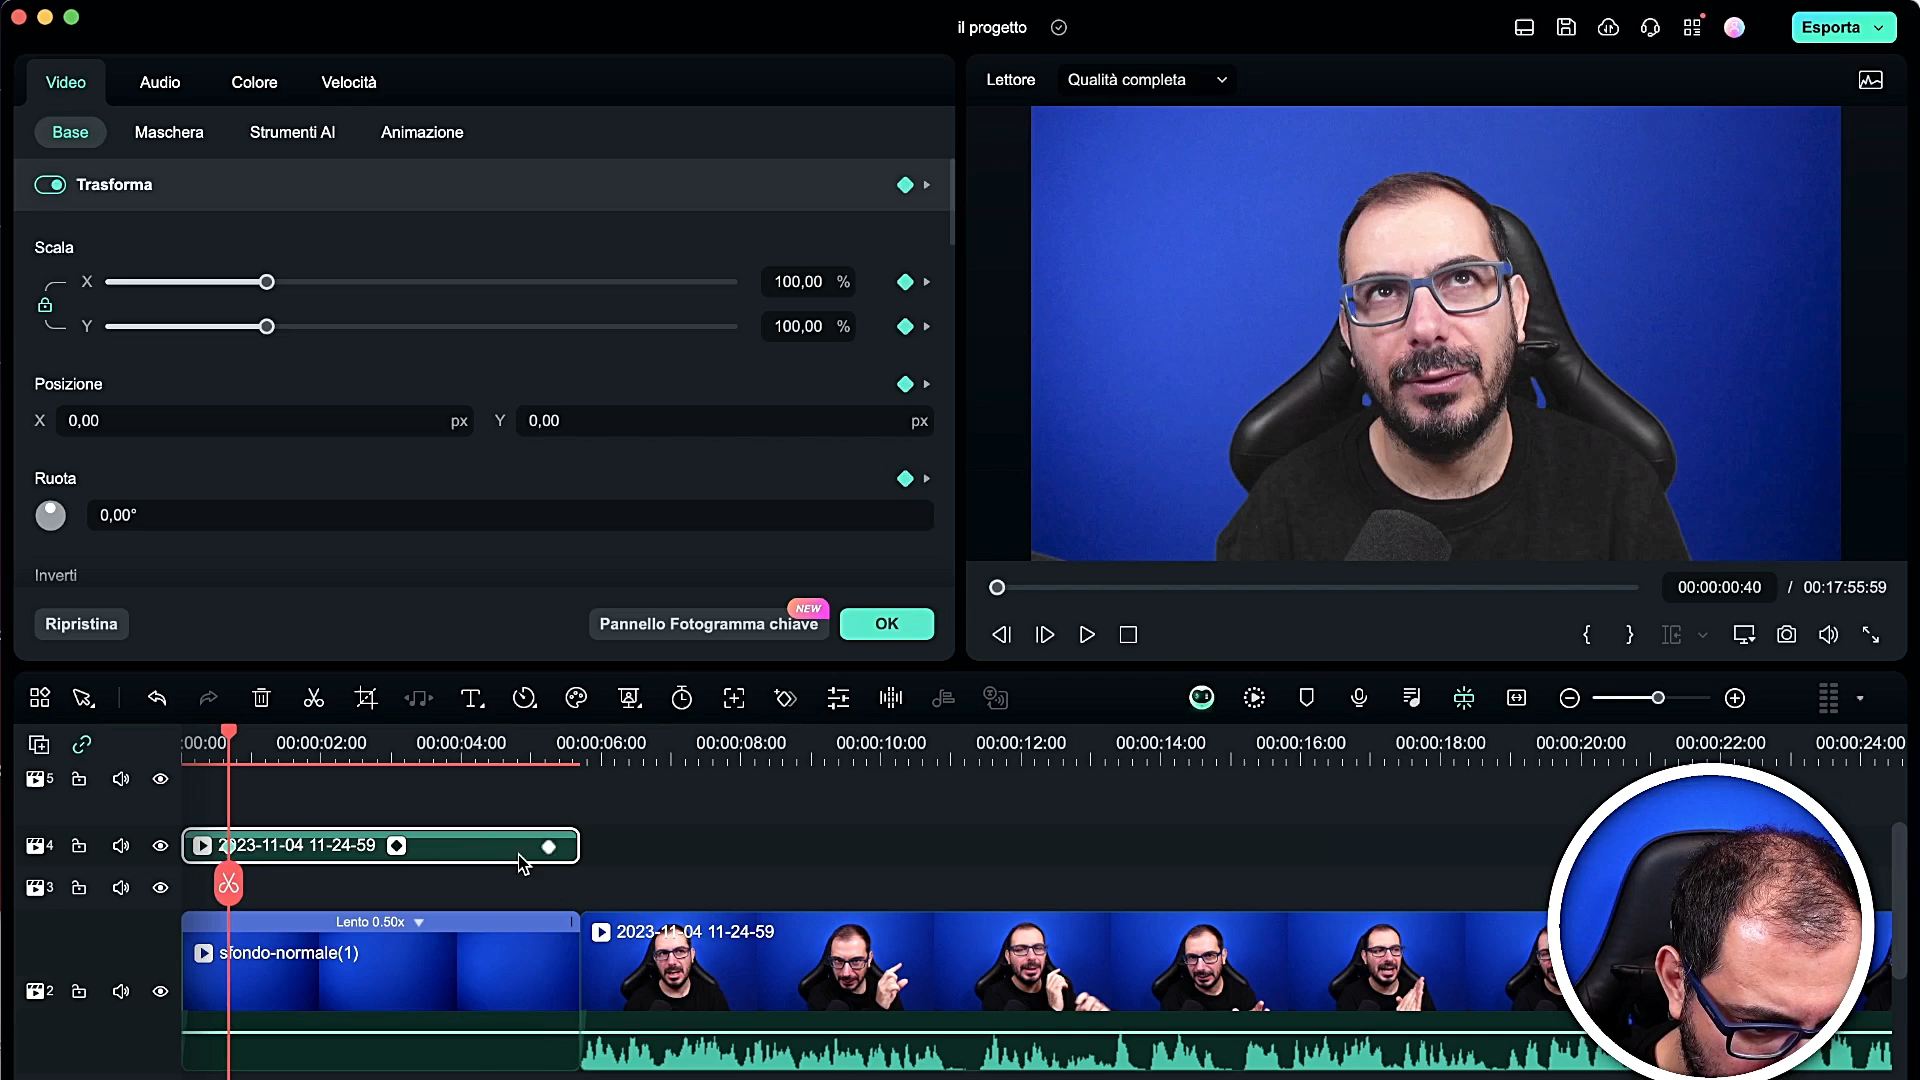 il progetto
Esporta
Video Audio Colore Velocità
Lettore Qualità completa
Base Maschera Strumenti AI Animazione
Trasforma
Scala
X 100,00 %
Y 100,00 %
Posizione
X 0,00 px Y 0,00 px
Ruota
0,00°
Inverti
Ripristina
Pannello Fotogramma chiave
NEW
OK
00:00:00:40 / 00:17:55:59
:00:00 00:00:02:00 00:00:04:00 00:00:06:00 00:00:08:00 00:00:10:00 00:00:12:00 00:00:14:00 00:00:16:00 00:00:18:00 00:00:20:00 00:00:22:00 00:00:24:00
5
4
2023-11-04 11-24-59
3
Lento 0.50x
sfondo-normale(1)
2023-11-04 11-24-59
2